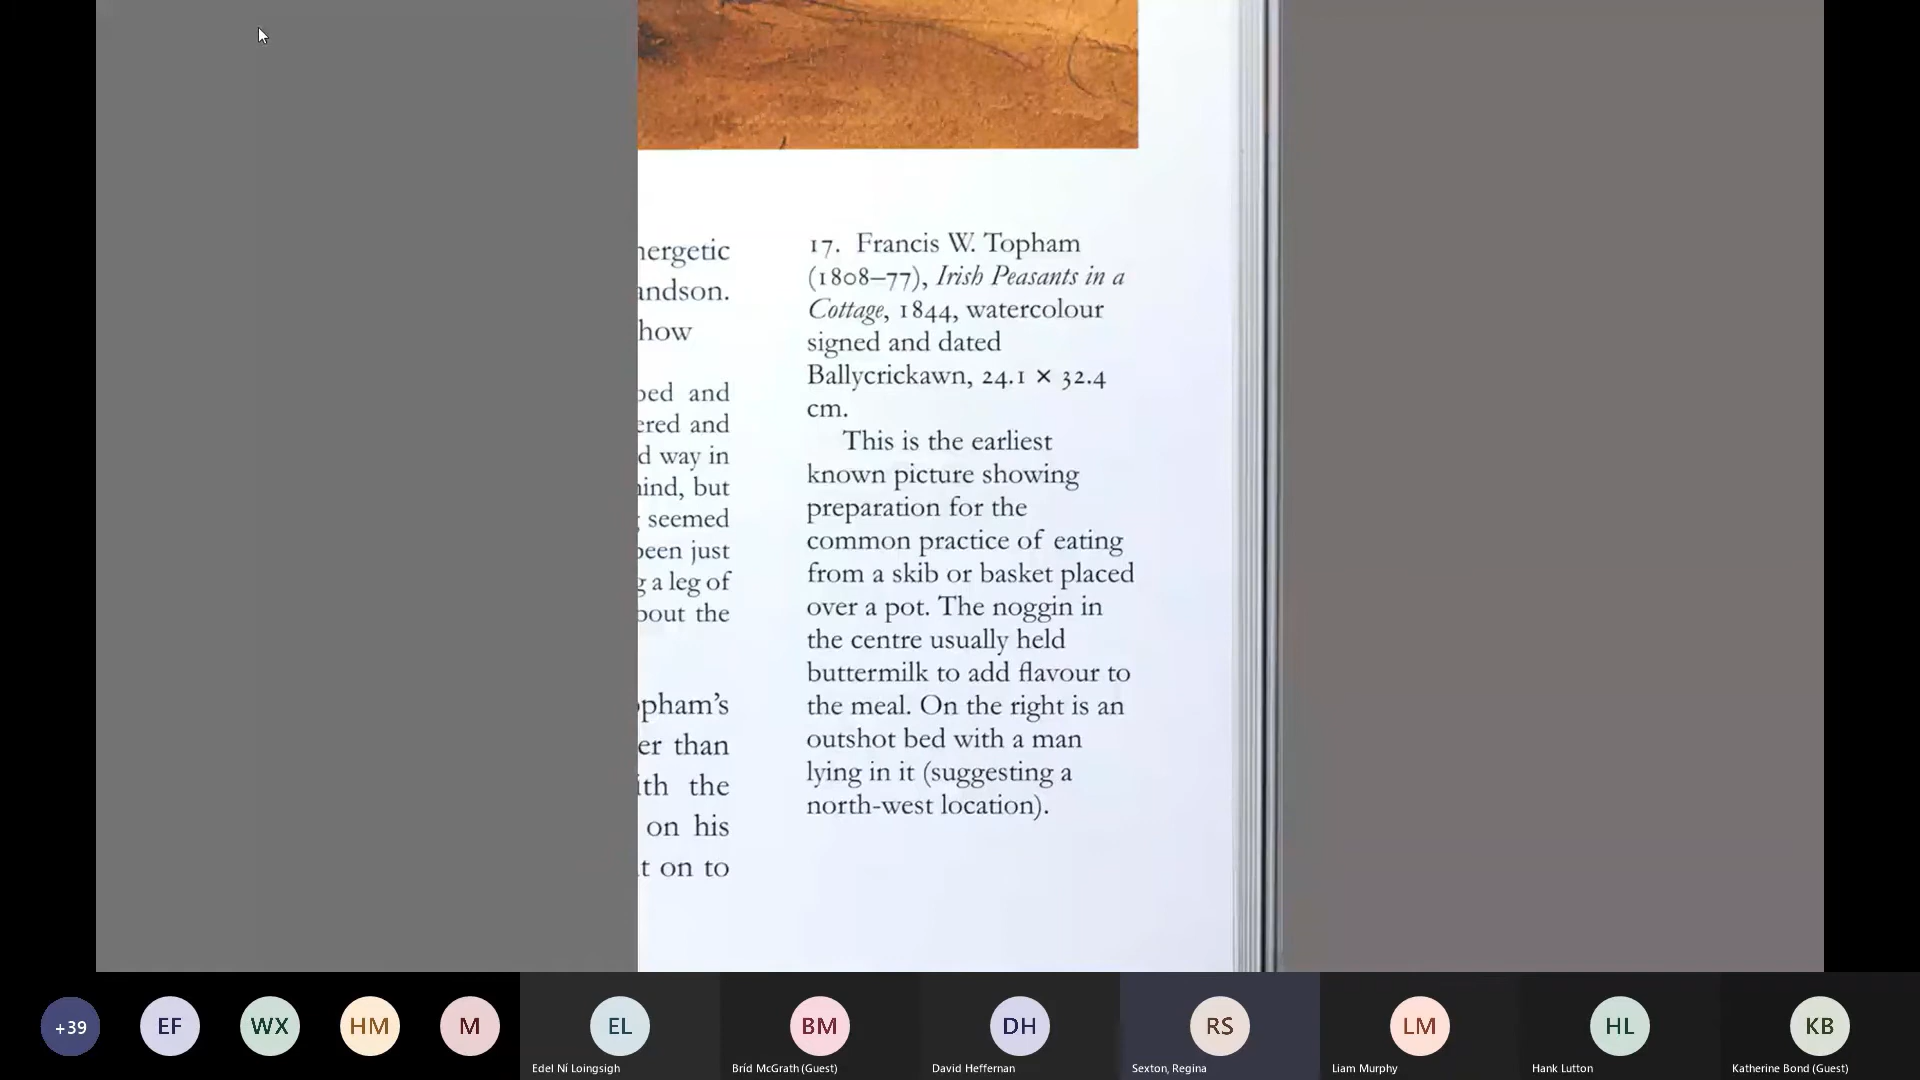 nergetic
andson.
how
ped and
ered and
d way in
ind, but
seemed
been just
g a leg of
bout the
opham's
er than
ith the
on his
t on to
17. Francis W. Topham
(1808–77), Irish Peasants in a
Cottage, 1844, watercolour
signed and dated
Ballycrickawn, 24.1 × 32.4
cm.
This is the earliest
known picture showing
preparation for the
common practice of eating
from a skib or basket placed
over a pot. The noggin in
the centre usually held
buttermilk to add flavour to
the meal. On the right is an
outshot bed with a man
lying in it (suggesting a
north-west location).
+39
EF
WX
HM
M
EL
BM
DH
RS
LM
HL
KB
Edel Ní Loingsigh
Bríd McGrath (Guest)
David Heffernan
Sexton, Regina
Liam Murphy
Hank Lutton
Katherine Bond (Guest)